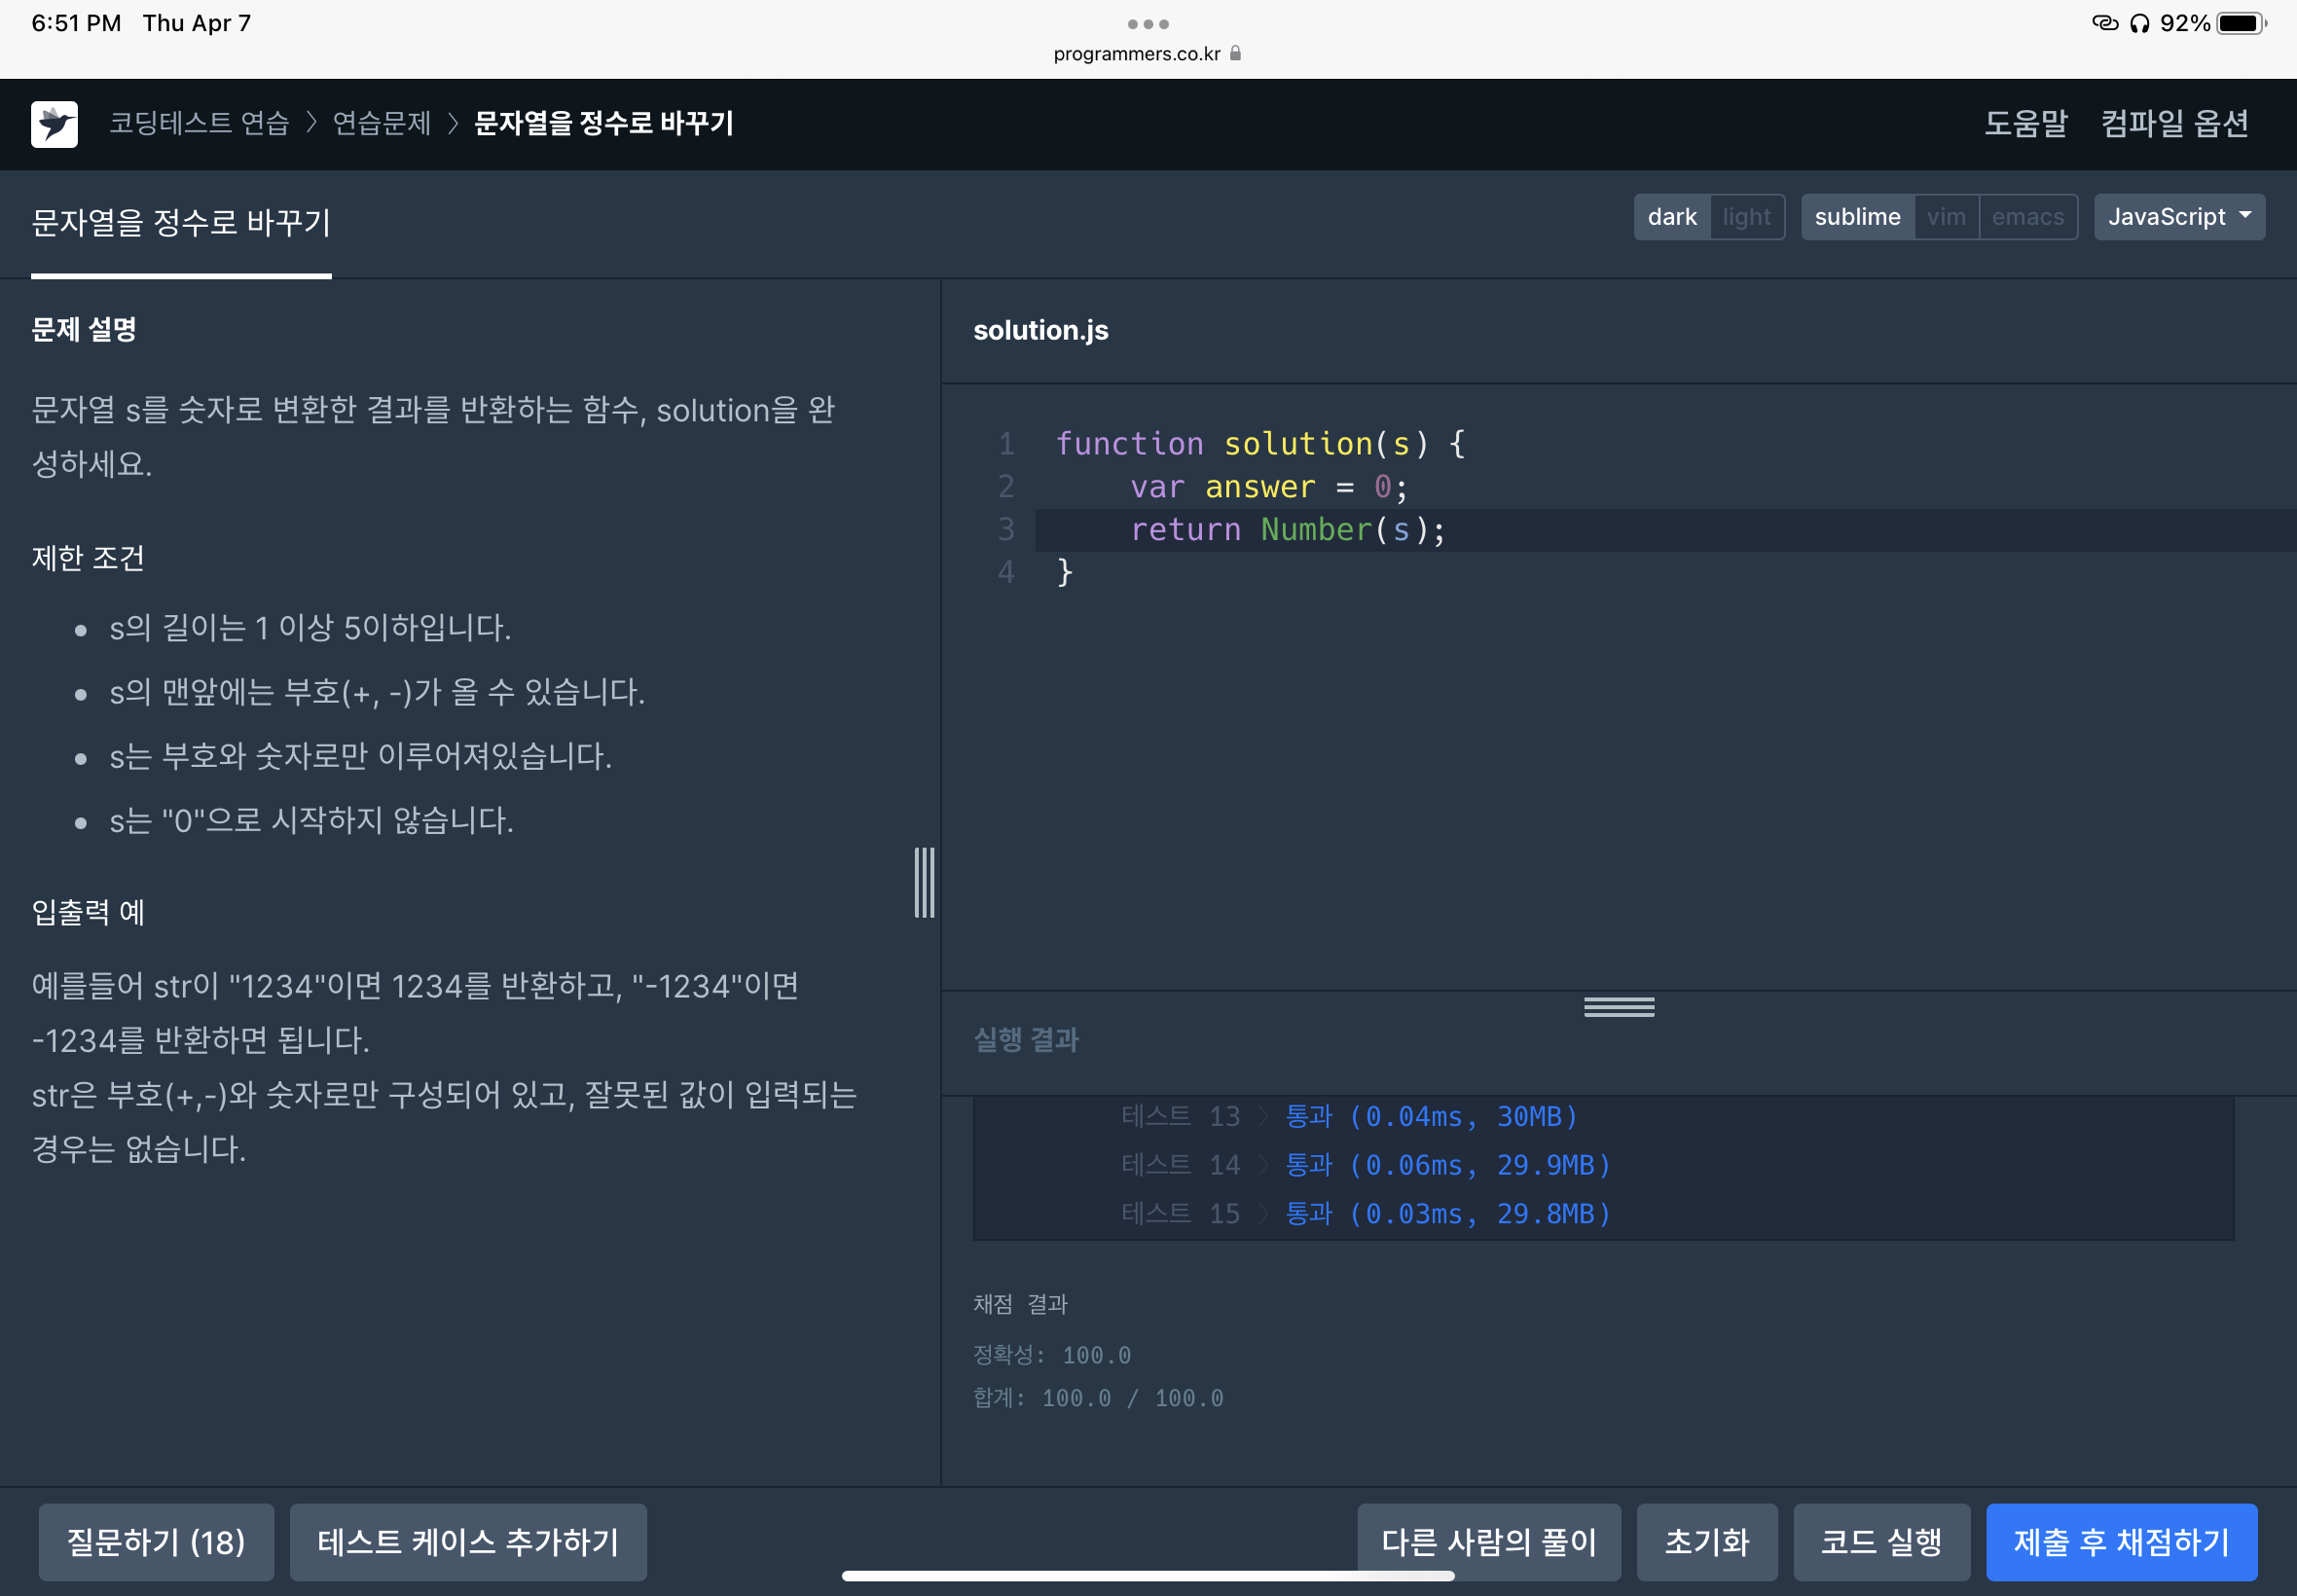 6:51 PM Thu Apr 7
92%
programmers.co.kr
코딩테스트 연습 > 연습문제 > 문자열을 정수로 바꾸기
도움말 컴파일 옵션
문자열을 정수로 바꾸기
dark light sublime vim emacs JavaScript
문제 설명
문자열 s를 숫자로 변환한 결과를 반환하는 함수, solution을 완
성하세요.
제한 조건
s의 길이는 1 이상 5이하입니다.
s의 맨앞에는 부호(+, -)가 올 수 있습니다.
s는 부호와 숫자로만 이루어져있습니다.
s는 "0"으로 시작하지 않습니다.
입출력 예
예를들어 str이 "1234"이면 1234를 반환하고, "-1234"이면
-1234를 반환하면 됩니다.
str은 부호(+,-)와 숫자로만 구성되어 있고, 잘못된 값이 입력되는
경우는 없습니다.
solution.js
1 function solution(s) {
2     var answer = 0;
3     return Number(s);
4 }
실행 결과
테스트 13 > 통과 (0.04ms, 30MB)
테스트 14 > 통과 (0.06ms, 29.9MB)
테스트 15 > 통과 (0.03ms, 29.8MB)
채점 결과
정확성: 100.0
합계: 100.0 / 100.0
질문하기 (18) 테스트 케이스 추가하기 다른 사람의 풀이 초기화 코드 실행 제출 후 채점하기